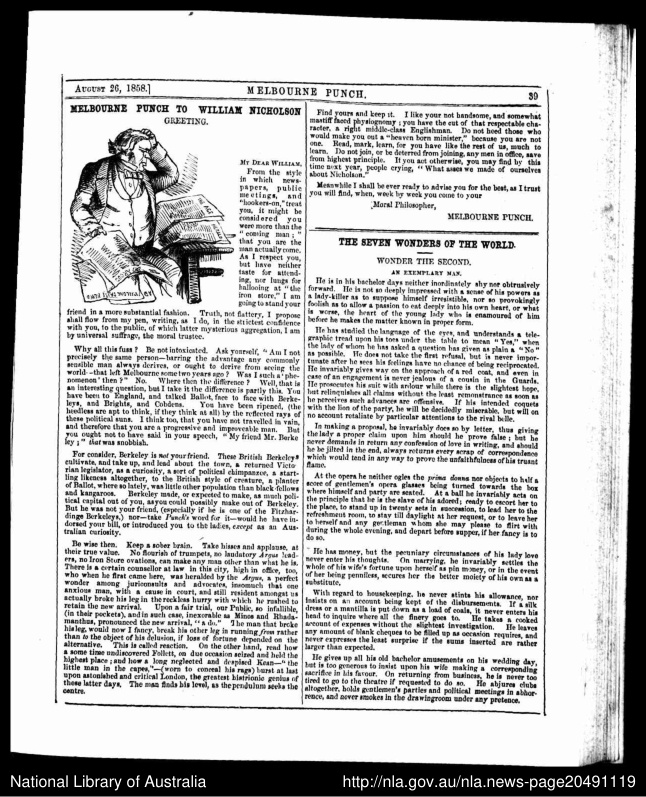 August 26, 1858.]
MELBOURNE PUNCH.
39
MELBOURNE PUNCH TO WILLIAM NICHOLSON
GREETING.
My Dear William,
From the style
in which news-
papers, public
meetings, and
"hookers-on," treat
you, it might be
considered you
were more than the
"coming man;"
that you are the
man actually come.
As I respect you,
but have neither
taste for attend-
ing, nor lungs for
hallooing at "the
iron store," I am
going to stand your
friend in a more substantial fashion. Truth, not flattery, I propose
shall flow from my pen, writing, as I do, in the strictest confidence
with you, to the public, of which latter mysterious aggregation, I am
by universal suffrage, the moral trustee.
Why all this fuss? Be not intoxicated. Ask yourself, "Am I not
precisely the same person—barring the advantage any commonly
sensible man always derives, or ought to derive from seeing the
world—that left Melbourne some two years ago? Was I such a 'phe-
nomenon' then?" No. Where then the difference? Well, that is
an interesting question, but I take it the difference is partly this. You
have been to England, and talked Ballot, face to face with Berke-
leys, and Brights, and Cobdens. You have been ripened, (the
heedless are apt to think, if they think at all) by the reflected rays of
these political suns. I think too, that you have not travelled in vain,
and therefore that you are a progressive and improveable man. But
you ought not to have said in your speech, "My friend Mr. Berke
ley;" that was snobbish.
For consider, Berkeley is not your friend. These British Berkeleys
cultivate, and take up, and lead about the town, a returned Victo-
rian legislator, as a curiosity, a sort of political chimpanzee, a start-
ling likeness altogether, to the British style of creature, a planter
of Ballot, where so lately, was little other population than black-fellows
and kangaroos. Berkeley made, or expected to make, as much poli-
tical capital out of you, as you could possibly make out of Berkeley.
But he was not your friend, (especially if he is one of the Fitzhar-
dinge Berkeleys,) nor—take Punch's word for it—would he have in-
dorsed your bill, or introduced you to the ladies, except as an Aus-
tralian curiosity.
Be wise then. Keep a sober brain. Take hisses and applause, at
their true value. No flourish of trumpets, no laudatory Argus lead-
ers, no Iron Store ovations, can make any man other than what he is.
There is a certain counsellor at law in this city, high in office, too,
who when he first came here, was heralded by the Argus, a perfect
wonder among jurisconsults and advocates, insomuch that one
anxious man, with a cause in court, and still resident amongst us
actually broke his leg in the reckless hurry with which he rushed to
retain the new arrival. Upon a fair trial, our Public, so infallible,
(in their pockets), and in such case, inexorable as Minos and Rhada-
manthus, pronounced the new arrival, "a do." The man that broke
his leg, would now I fancy, break his other leg in running from rather
than to the object of his delusion, if loss of fortune depended on the
alternative. This is called reaction. On the other hand, read how
a some time undiscovered Follett, on due occasion seized and held the
highest place; and how a long neglected and despised Kean—"the
little man in the capes,"—(worn to conceal his rags) burst at last
upon astonished and critical London, the greatest histrionic genius of
these latter days. The man finds his level, as the pendulum seeks the
centre.
Find yours and keep it. I like your not handsome, and somewhat
mastiff faced physiognomy; you have the cut of that respectable cha-
racter, a right middle-class Englishman. Do not heed those who
would make you out a "heaven born minister," because you are not
one. Read, mark, learn, for you have like the rest of us, much to
learn. Do not join, or be deterred from joining, any men in office, save
from highest principle. If you act otherwise, you may find by this
time next year, people crying, "What asses we made of ourselves
about Nicholson."
Meanwhile I shall be ever ready to advise you for the best, as I trust
you will find, when, week by week you come to your
Moral Philosopher,
MELBOURNE PUNCH.
THE SEVEN WONDERS OF THE WORLD.
WONDER THE SECOND.
AN EXEMPLARY MAN.
He is in his bachelor days neither inordinately shy nor obtrusively
forward. He is not so deeply impressed with a sense of his powers as
a lady-killer as to suppose himself irresistible, nor so provokingly
foolish as to allow a passion to eat deeply into his own heart, or what
is worse, the heart of the young lady who is enamoured of him
before he makes the matter known in proper form.
He has studied the language of the eyes, and understands a tele-
graphic tread upon his toes under the table to mean "Yes," when
the lady of whom he has asked a question has given as plain a "No"
as possible. He does not take the first refusal, but is never impor-
tunate after he sees his feelings have no chance of being reciprocated.
He invariably gives way on the approach of a red coat, and even in
case of an engagement is never jealous of a cousin in the Guards.
He prosecutes his suit with ardour while there is the slightest hope,
but relinquishes all claims without the least remonstrance as soon as
he perceives such advances are offensive. If his intended coquets
with the lion of the party, he will be decidedly miserable, but will on
no account retaliate by particular attentions to the rival belle.
In making a proposal, he invariably does so by letter, thus giving
the lady a proper claim upon him should he prove false; but he
never demands in return any confession of love in writing, and should
he be jilted in the end, always returns every scrap of correspondence
which would tend in any way to prove the unfaithfulness of his truant
flame.
At the opera he neither ogles the prima donna nor objects to half a
score of gentlemen's opera glasses being turned towards the box
where himself and party are seated. At a ball he invariably acts on
the principle that he is the slave of his adored; ready to escort her to
the place, to stand up in twenty sets in succession, to lead her to the
refreshment room, to stay till daylight at her request, or to leave her
to herself and any gentleman whom she may please to flirt with
during the whole evening, and depart before supper, if her fancy is to
do so.
He has money, but the pecuniary circumstances of his lady love
never enter his thoughts. On marrying, he invariably settles the
whole of his wife's fortune upon herself as pin money, or in the event
of her being penniless, secures her the better moiety of his own as a
substitute.
With regard to housekeeping, he never stints his allowance, nor
insists on an account being kept of the disbursements. If a silk
dress or a mantilla is put down as a load of coals, it never enters his
head to inquire where all the finery goes to. He takes a cooked
account of expenses without the slightest investigation. He leaves
any amount of blank cheques to be filled up as occasion requires, and
never expresses the least surprise if the sums inserted are rather
larger than expected.
He gives up all his old bachelor amusements on his wedding day,
but is too generous to insist upon his wife making a corresponding
sacrifice in his favour. On returning from business, he is never too
tired to go to the theatre if requested to do so. He abjures clubs
altogether, holds gentlemen's parties and political meetings in abhor-
rence, and never smokes in the drawingroom under any pretence.
National Library of Australia
http://nla.gov.au/nla.news-page20491119